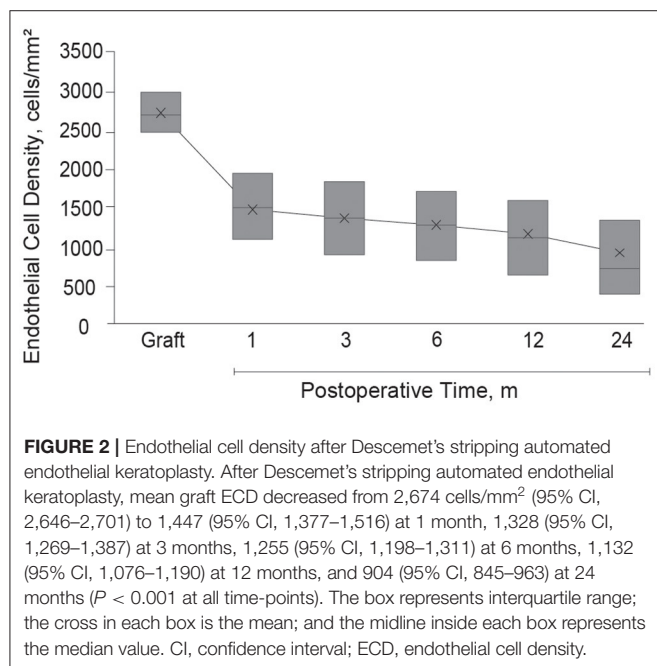 3500
3000
2500
2000
1500
1000
500
0
Endothelial Cell Density, cells/mm²
Graft 1 3 6 12 24
Postoperative Time, m
FIGURE 2 | Endothelial cell density after Descemet's stripping automated
endothelial keratoplasty. After Descemet's stripping automated endothelial
keratoplasty, mean graft ECD decreased from 2,674 cells/mm² (95% CI,
2,646–2,701) to 1,447 (95% CI, 1,377–1,516) at 1 month, 1,328 (95% CI,
1,269–1,387) at 3 months, 1,255 (95% CI, 1,198–1,311) at 6 months, 1,132
(95% CI, 1,076–1,190) at 12 months, and 904 (95% CI, 845–963) at 24
months (P < 0.001 at all time-points). The box represents interquartile range;
the cross in each box is the mean; and the midline inside each box represents
the median value. CI, confidence interval; ECD, endothelial cell density.